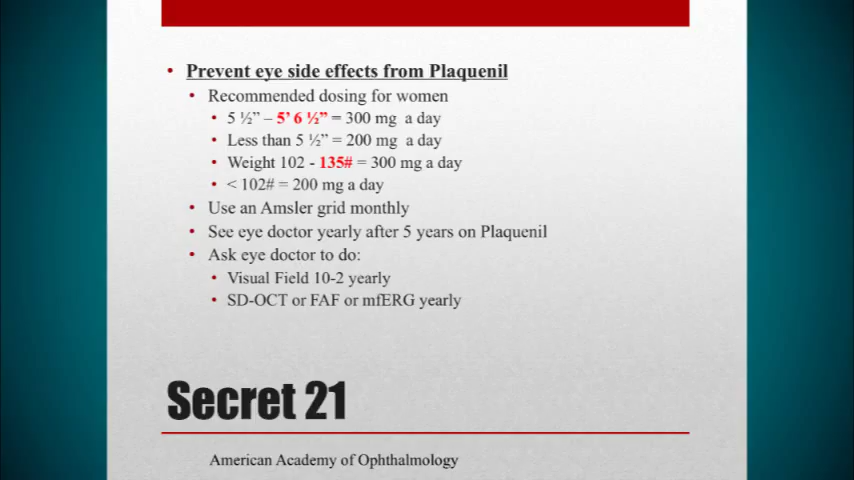 Prevent eye side effects from Plaquenil
Recommended dosing for women
5 ½” – 5’ 6 ½” = 300 mg a day
Less than 5 ½” = 200 mg a day
Weight 102 - 135# = 300 mg a day
< 102# = 200 mg a day
Use an Amsler grid monthly
See eye doctor yearly after 5 years on Plaquenil
Ask eye doctor to do:
Visual Field 10-2 yearly
SD-OCT or FAF or mfERG yearly
Secret 21
American Academy of Ophthalmology